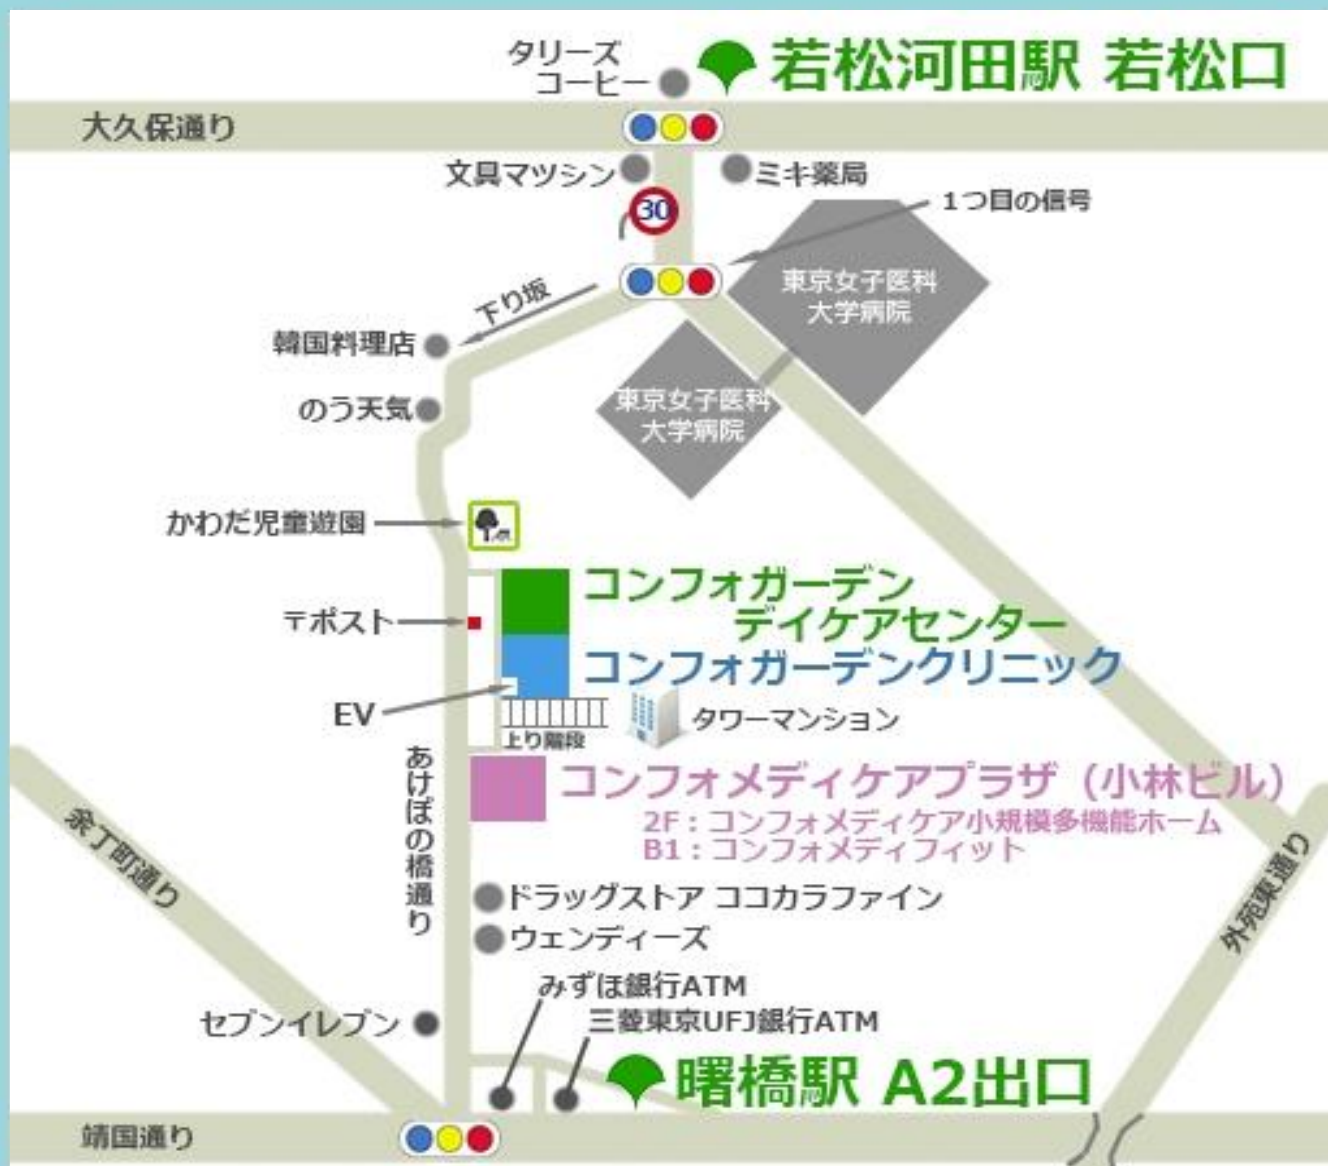 タリーズ
コーヒー
若松河田駅 若松口
大久保通り
文具マツシン
ミキ薬局
30
1つ目の信号
東京女子医科
大学病院
下り坂
韓国料理店
東京女子医科
大学病院
のう天気
かわだ児童遊園
コンフォガーデン
デイケアセンター
〒ポスト
コンフォガーデンクリニック
EV
タワーマンション
上り階段
あけぼの橋通り
コンフォメディケアプラザ（小林ビル）
2F：コンフォメディケア小規模多機能ホーム
B1：コンフォメディフィット
余丁町通り
外苑東通り
ドラッグストア ココカラファイン
ウェンディーズ
みずほ銀行ATM
セブンイレブン
三菱東京UFJ銀行ATM
曙橋駅 A2出口
靖国通り